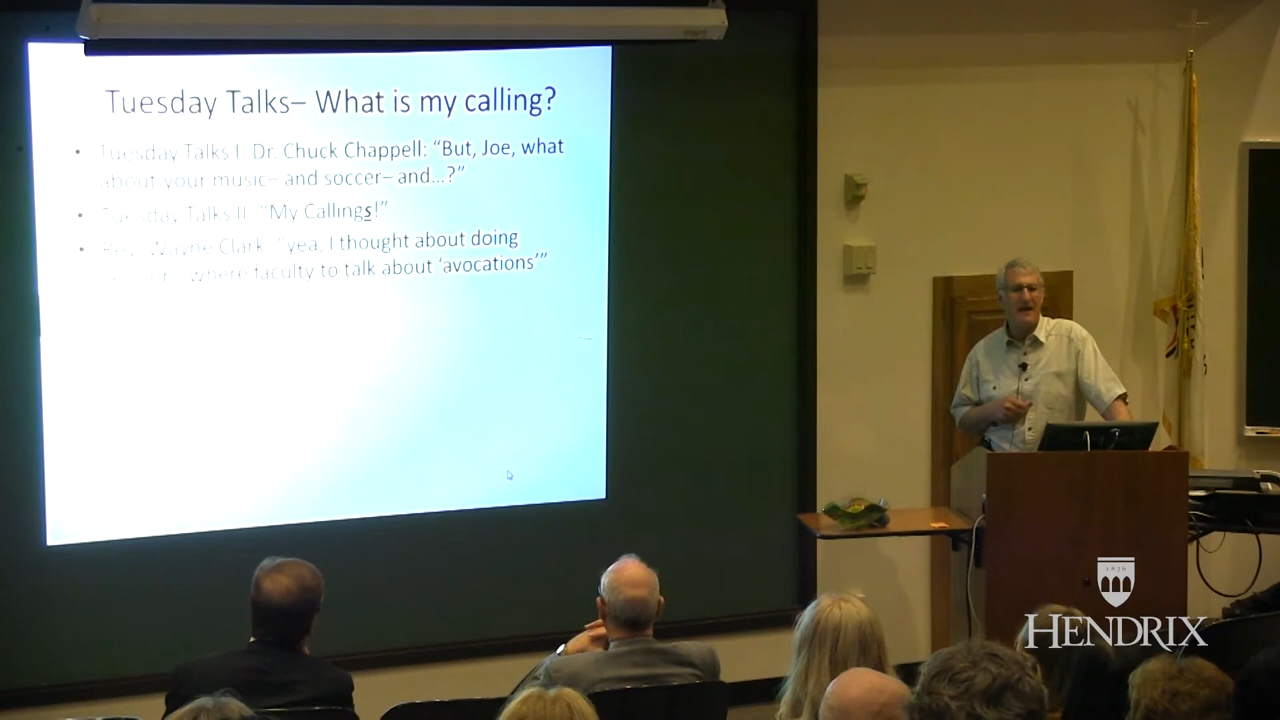 Tuesday Talks– What is my calling?
• Tuesday Talks I: Dr. Chuck Chappell: “But, Joe, what
about your music– and soccer– and...?”
• Tuesday Talks II: “My Callings!”
• Rev. Wayne Clark: “yea, I thought about doing
where faculty to talk about ‘avocations’”
1876
HENDRIX